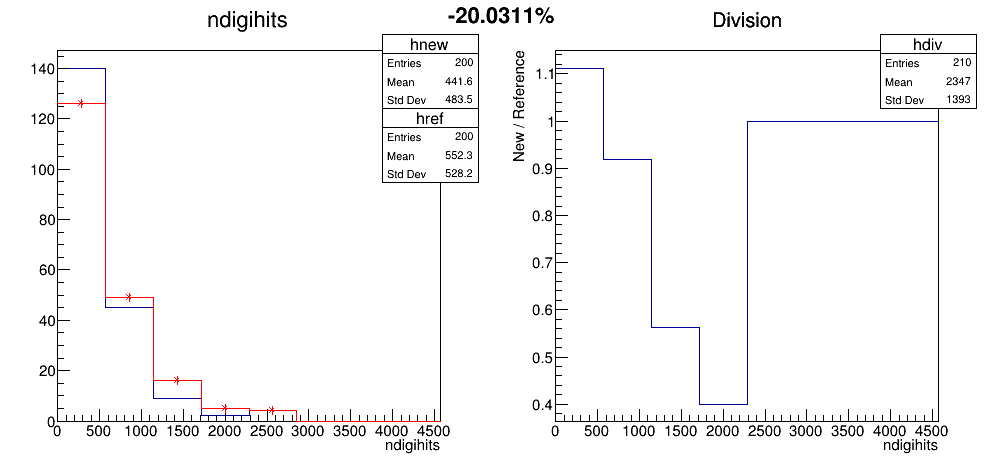 -20.0311%
ndigihits
hnew
Entries 200
Mean 441.6
Std Dev 483.5
href
Entries 200
Mean 552.3
Std Dev 528.2
140
120
100
80
60
40
20
0
0 500 1000 1500 2000 2500 3000 3500 4000 4500
ndigihits
Division
hdiv
Entries 210
Mean 2347
Std Dev 1393
New / Reference
1.1
1
0.9
0.8
0.7
0.6
0.5
0.4
0 500 1000 1500 2000 2500 3000 3500 4000 4500
ndigihits